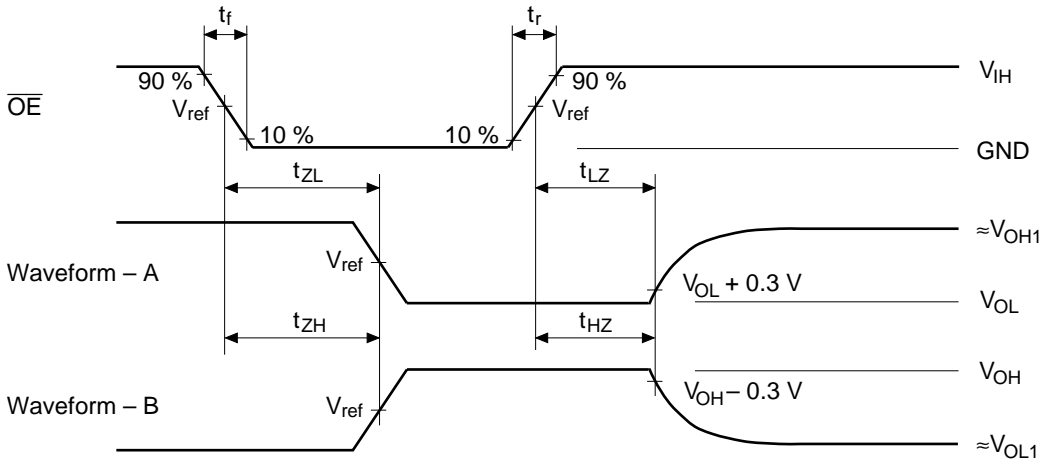 tf
tr
90 %
90 %
VIH
OE
Vref
Vref
10 %
10 %
GND
tZL
tLZ
≈VOH1
Vref
Waveform – A
VOL + 0.3 V
VOL
tZH
tHZ
VOH
VOH – 0.3 V
Waveform – B
Vref
≈VOL1